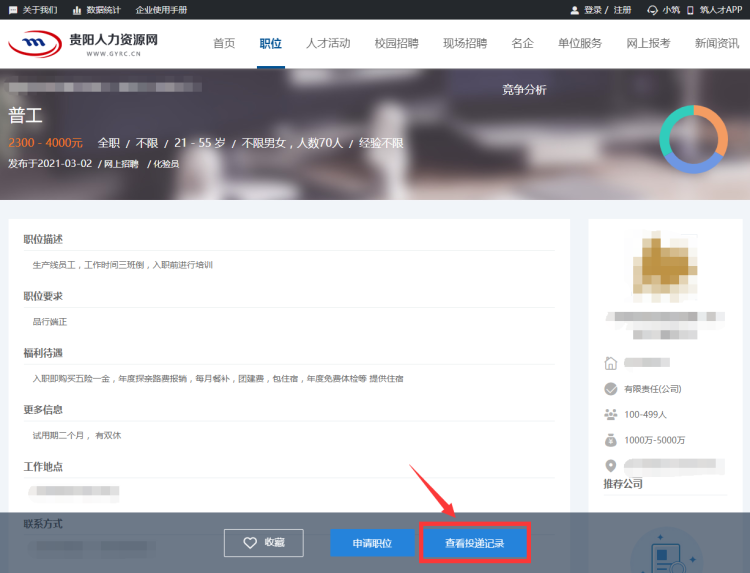 关于我们 数据统计 企业使用手册 登录 / 注册 小筑 筑人才APP
贵阳人力资源网
WWW.GYRC.CN
首页 职位 人才活动 校园招聘 现场招聘 名企 单位服务 网上报考 新闻资讯
竞争分析
普工
2300 - 4000元 全职 / 不限 / 21 - 55 岁 / 不限男女，人数70人 / 经验不限
发布于2021-03-02 / 网上招聘 / 化验员
职位描述
生产线员工，工作时间三班倒，入职前进行培训
职位要求
品行端正
福利待遇
入职即购买五险一金，年度探亲路费报销，每月餐补，团建费，包住宿，年度免费体检等 提供住宿
更多信息
试用期二个月， 有双休
工作地点
联系方式
有限责任(公司)
100-499人
1000万-5000万
推荐公司
收藏 申请职位 查看投递记录